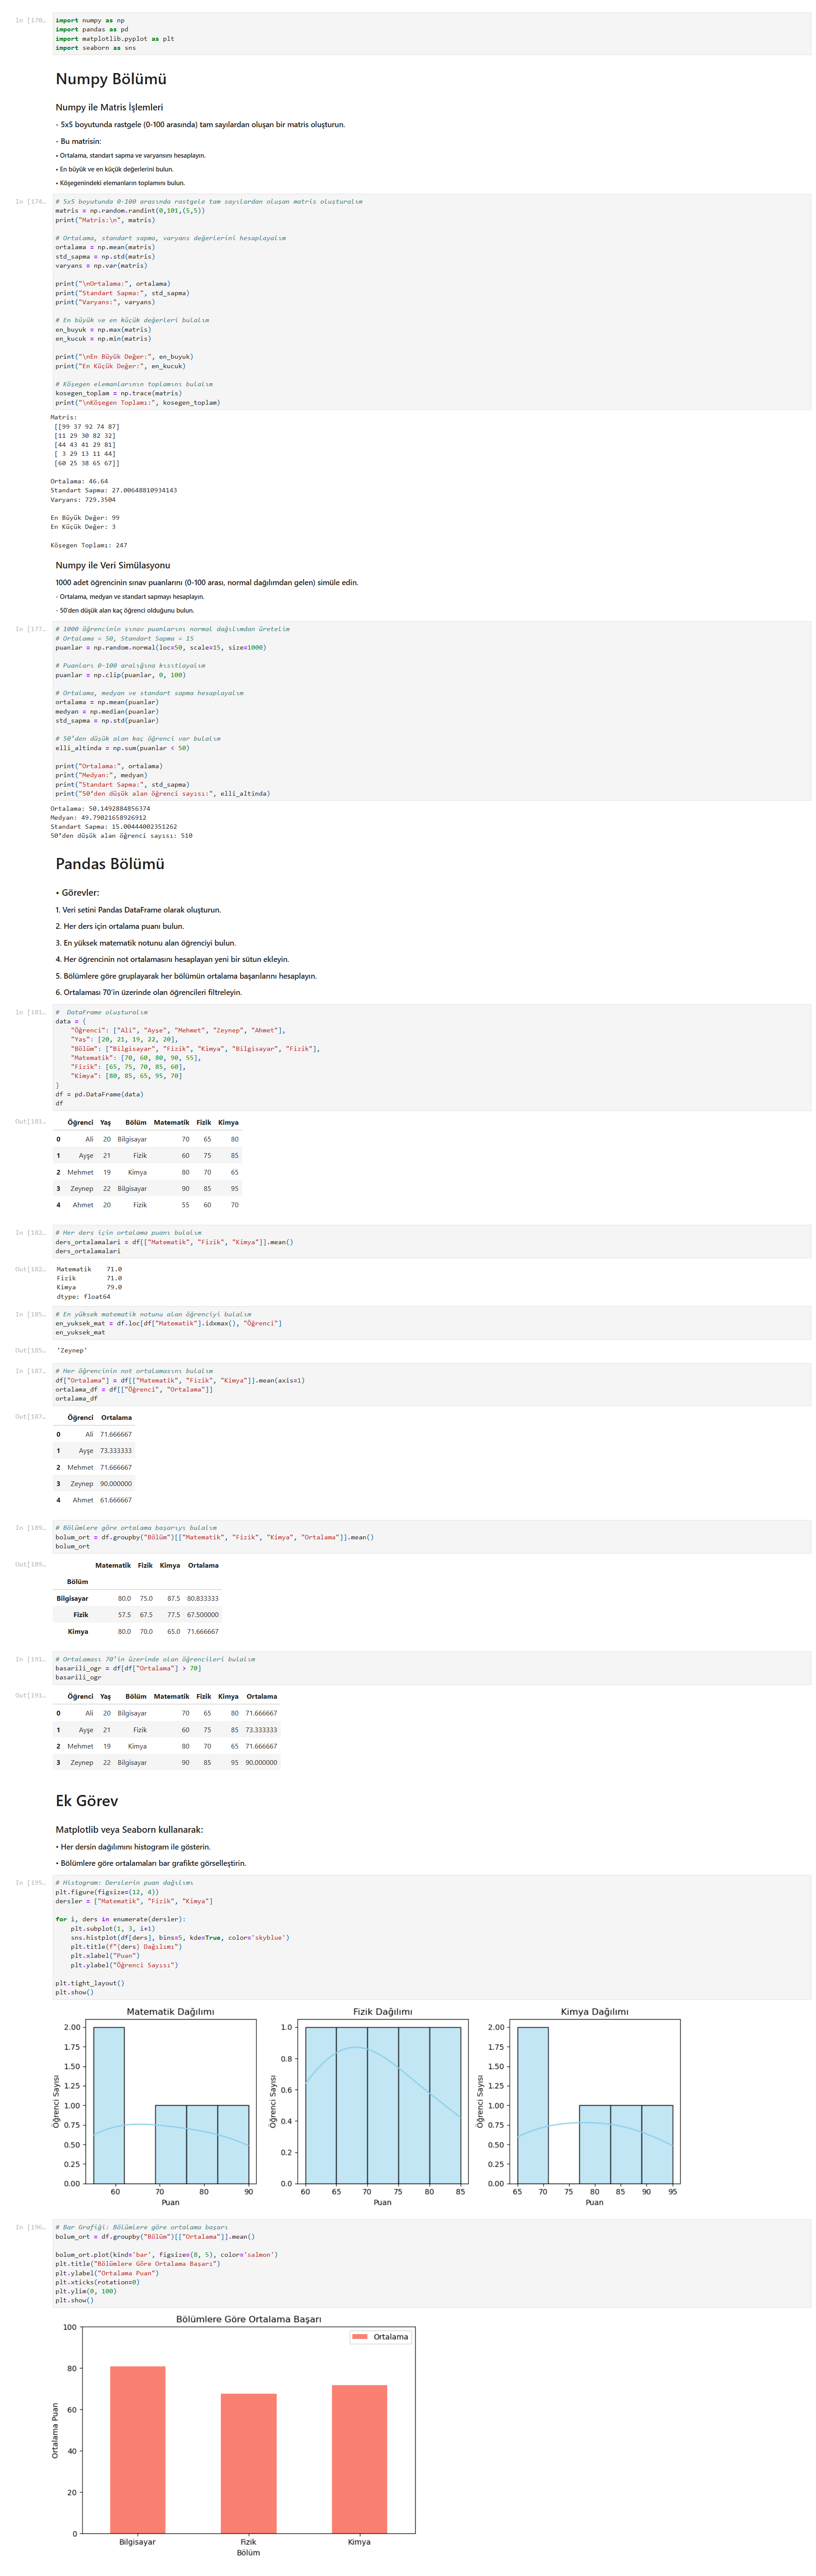 In [170…
import numpy as np
import pandas as pd
import matplotlib.pyplot as plt
import seaborn as sns
Numpy Bölümü
Numpy ile Matris İşlemleri
- 5x5 boyutunda rastgele (0-100 arasında) tam sayılardan oluşan bir matris oluşturun.
- Bu matrisin:
• Ortalama, standart sapma ve varyansını hesaplayın.
• En büyük ve en küçük değerlerini bulun.
• Köşegenindeki elemanların toplamını bulun.
In [174…
# 5x5 boyutunda 0-100 arasında rastgele tam sayılardan oluşan matris oluşturalım
matris = np.random.randint(0,101,(5,5))
print("Matris:\n", matris)
# Ortalama, standart sapma, varyans değerlerini hesaplayalım
ortalama = np.mean(matris)
std_sapma = np.std(matris)
varyans = np.var(matris)
print("\nOrtalama:", ortalama)
print("Standart Sapma:", std_sapma)
print("Varyans:", varyans)
# En büyük ve en küçük değerleri bulalım
en_buyuk = np.max(matris)
en_kucuk = np.min(matris)
print("\nEn Büyük Değer:", en_buyuk)
print("En Küçük Değer:", en_kucuk)
# Köşegen elemanlarının toplamını bulalım
kosegen_toplam = np.trace(matris)
print("\nKöşegen Toplamı:", kosegen_toplam)
Matris:
[[99 37 92 74 87]
[11 29 30 82 32]
[44 43 41 29 81]
[ 3 29 13 11 44]
[60 25 38 65 67]]
Ortalama: 46.64
Standart Sapma: 27.00648810934143
Varyans: 729.3504
En Büyük Değer: 99
En Küçük Değer: 3
Köşegen Toplamı: 247
Numpy ile Veri Simülasyonu
1000 adet öğrencinin sınav puanlarını (0-100 arası, normal dağılımdan gelen) simüle edin.
- Ortalama, medyan ve standart sapmayı hesaplayın.
- 50'den düşük alan kaç öğrenci olduğunu bulun.
In [177…
# 1000 öğrencinin sınav puanlarını normal dağılımdan üretelim
# Ortalama = 50, Standart Sapma = 15
puanlar = np.random.normal(loc=50, scale=15, size=1000)
# Puanları 0-100 aralığına kısıtlayalım
puanlar = np.clip(puanlar, 0, 100)
# Ortalama, medyan ve standart sapma hesaplayalım
ortalama = np.mean(puanlar)
medyan = np.median(puanlar)
std_sapma = np.std(puanlar)
# 50’den düşük alan kaç öğrenci var bulalım
elli_altinda = np.sum(puanlar < 50)
print("Ortalama:", ortalama)
print("Medyan:", medyan)
print("Standart Sapma:", std_sapma)
print("50’den düşük alan öğrenci sayısı:", elli_altinda)
Ortalama: 50.1492884856374
Medyan: 49.79021658926912
Standart Sapma: 15.00444002351262
50’den düşük alan öğrenci sayısı: 510
Pandas Bölümü
• Görevler:
1. Veri setini Pandas DataFrame olarak oluşturun.
2. Her ders için ortalama puanı bulun.
3. En yüksek matematik notunu alan öğrenciyi bulun.
4. Her öğrencinin not ortalamasını hesaplayan yeni bir sütun ekleyin.
5. Bölümlere göre gruplayarak her bölümün ortalama başarılarını hesaplayın.
6. Ortalaması 70'in üzerinde olan öğrencileri filtreleyin.
In [181…
#  DataFrame oluşturalım
data = {
"Öğrenci": ["Ali", "Ayşe", "Mehmet", "Zeynep", "Ahmet"],
"Yaş": [20, 21, 19, 22, 20],
"Bölüm": ["Bilgisayar", "Fizik", "Kimya", "Bilgisayar", "Fizik"],
"Matematik": [70, 60, 80, 90, 55],
"Fizik": [65, 75, 70, 85, 60],
"Kimya": [80, 85, 65, 95, 70]
}
df = pd.DataFrame(data)
df
Out[181…
Öğrenci Yaş Bölüm Matematik Fizik Kimya
0 Ali 20 Bilgisayar 70 65 80
1 Ayşe 21 Fizik 60 75 85
2 Mehmet 19 Kimya 80 70 65
3 Zeynep 22 Bilgisayar 90 85 95
4 Ahmet 20 Fizik 55 60 70
In [182…
# Her ders için ortalama puanı bulalım
ders_ortalamalari = df[["Matematik", "Fizik", "Kimya"]].mean()
ders_ortalamalari
Out[182…
Matematik 71.0
Fizik 71.0
Kimya 79.0
dtype: float64
In [185…
# En yüksek matematik notunu alan öğrenciyi bulalım
en_yuksek_mat = df.loc[df["Matematik"].idxmax(), "Öğrenci"]
en_yuksek_mat
Out[185…
'Zeynep'
In [187…
# Her öğrencinin not ortalamasını bulalım
df["Ortalama"] = df[["Matematik", "Fizik", "Kimya"]].mean(axis=1)
ortalama_df = df[["Öğrenci", "Ortalama"]]
ortalama_df
Out[187…
Öğrenci Ortalama
0 Ali 71.666667
1 Ayşe 73.333333
2 Mehmet 71.666667
3 Zeynep 90.000000
4 Ahmet 61.666667
In [189…
# Bölümlere göre ortalama başarıyı bulalım
bolum_ort = df.groupby("Bölüm")[["Matematik", "Fizik", "Kimya", "Ortalama"]].mean()
bolum_ort
Out[189…
Matematik Fizik Kimya Ortalama
Bölüm
Bilgisayar 80.0 75.0 87.5 80.833333
Fizik 57.5 67.5 77.5 67.500000
Kimya 80.0 70.0 65.0 71.666667
In [191…
# Ortalaması 70’in üzerinde olan öğrencileri bulalım
basarili_ogr = df[df["Ortalama"] > 70]
basarili_ogr
Out[191…
Öğrenci Yaş Bölüm Matematik Fizik Kimya Ortalama
0 Ali 20 Bilgisayar 70 65 80 71.666667
1 Ayşe 21 Fizik 60 75 85 73.333333
2 Mehmet 19 Kimya 80 70 65 71.666667
3 Zeynep 22 Bilgisayar 90 85 95 90.000000
Ek Görev
Matplotlib veya Seaborn kullanarak:
• Her dersin dağılımını histogram ile gösterin.
• Bölümlere göre ortalamaları bar grafikte görselleştirin.
In [195…
# Histogram: Derslerin puan dağılımı
plt.figure(figsize=(12, 4))
dersler = ["Matematik", "Fizik", "Kimya"]
for i, ders in enumerate(dersler):
plt.subplot(1, 3, i+1)
sns.histplot(df[ders], bins=5, kde=True, color='skyblue')
plt.title(f"{ders} Dağılımı")
plt.xlabel("Puan")
plt.ylabel("Öğrenci Sayısı")
plt.tight_layout()
plt.show()
Matematik Dağılımı
Öğrenci Sayısı
2.00
1.75
1.50
1.25
1.00
0.75
0.50
0.25
0.00
60 70 80 90
Puan
Fizik Dağılımı
Öğrenci Sayısı
1.0
0.8
0.6
0.4
0.2
0.0
60 65 70 75 80 85
Puan
Kimya Dağılımı
Öğrenci Sayısı
2.00
1.75
1.50
1.25
1.00
0.75
0.50
0.25
0.00
65 70 75 80 85 90 95
Puan
In [196…
# Bar Grafiği: Bölümlere göre ortalama başarı
bolum_ort = df.groupby("Bölüm")[["Ortalama"]].mean()
bolum_ort.plot(kind='bar', figsize=(8, 5), color='salmon')
plt.title("Bölümlere Göre Ortalama Başarı")
plt.ylabel("Ortalama Puan")
plt.xticks(rotation=0)
plt.ylim(0, 100)
plt.show()
Bölümlere Göre Ortalama Başarı
Ortalama
Ortalama Puan
100
80
60
40
20
0
Bilgisayar Fizik Kimya
Bölüm